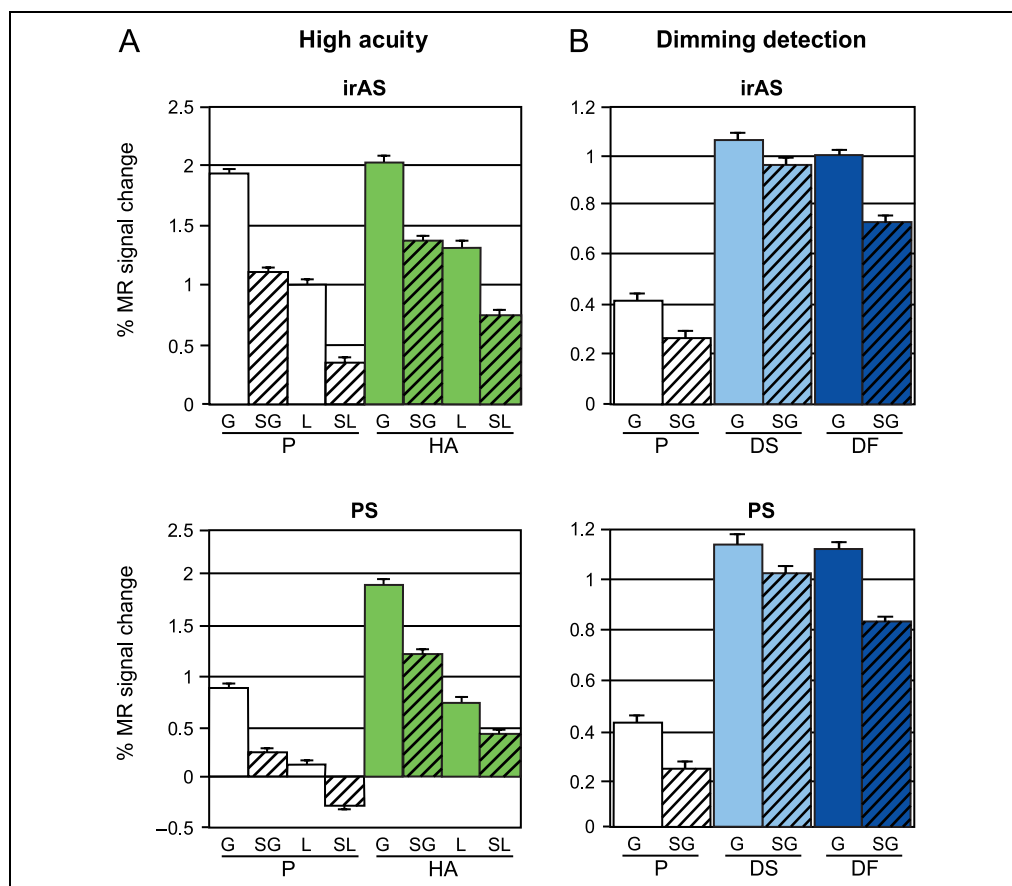 A High acuity
B Dimming detection
irAS
% MR signal change
2.5
2
1.5
1
0.5
0
G SG L SL G SG L SL
P HA
irAS
1.2
1
0.8
0.6
0.4
0.2
0
G SG G SG G SG
P DS DF
PS
% MR signal change
2.5
2
1.5
1
0.5
0
–0.5
G SG L SL G SG L SL
P HA
PS
1.2
1
0.8
0.6
0.4
0.2
0
G SG G SG G SG
P DS DF